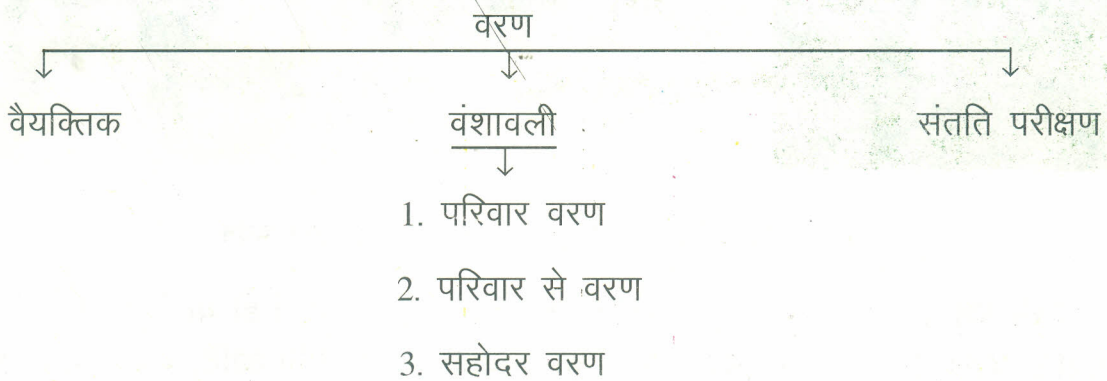 वरण
वैयक्तिक वंशावली संतति परीक्षण
1. परिवार वरण
2. परिवार से वरण
3. सहोदर वरण